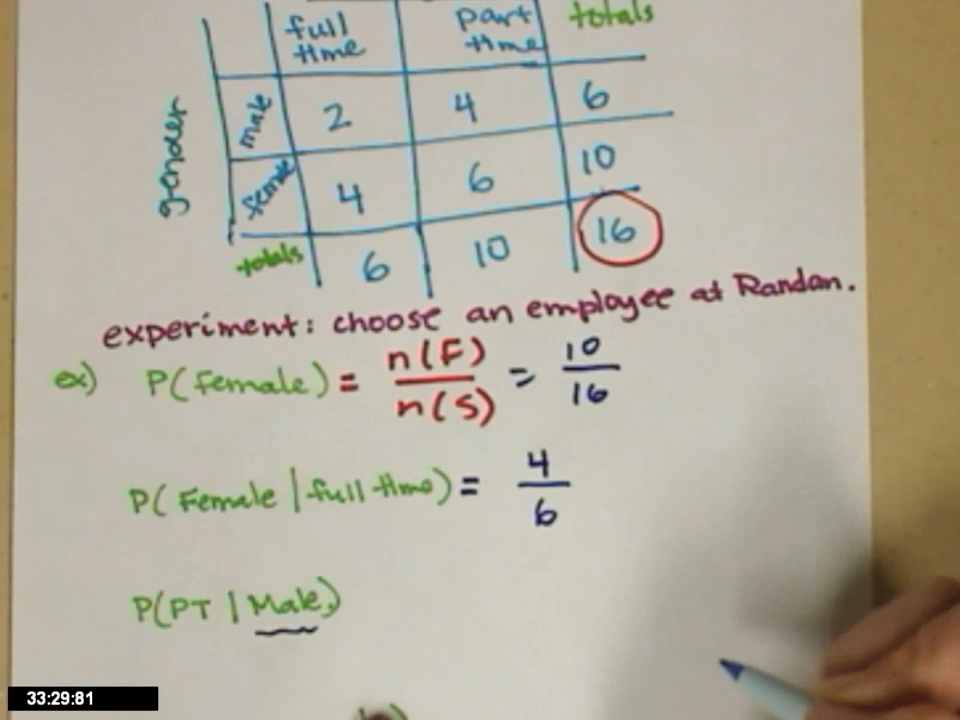 full time part time totals
gender male 2 4 6
female 4 6 10
totals 6 10 16
experiment: choose an employee at Randan.
ex) P(Female) = n(F) / n(S) = 10 / 16
P(Female | full time) = 4 / 6
P(PT | Male)
33:29:81